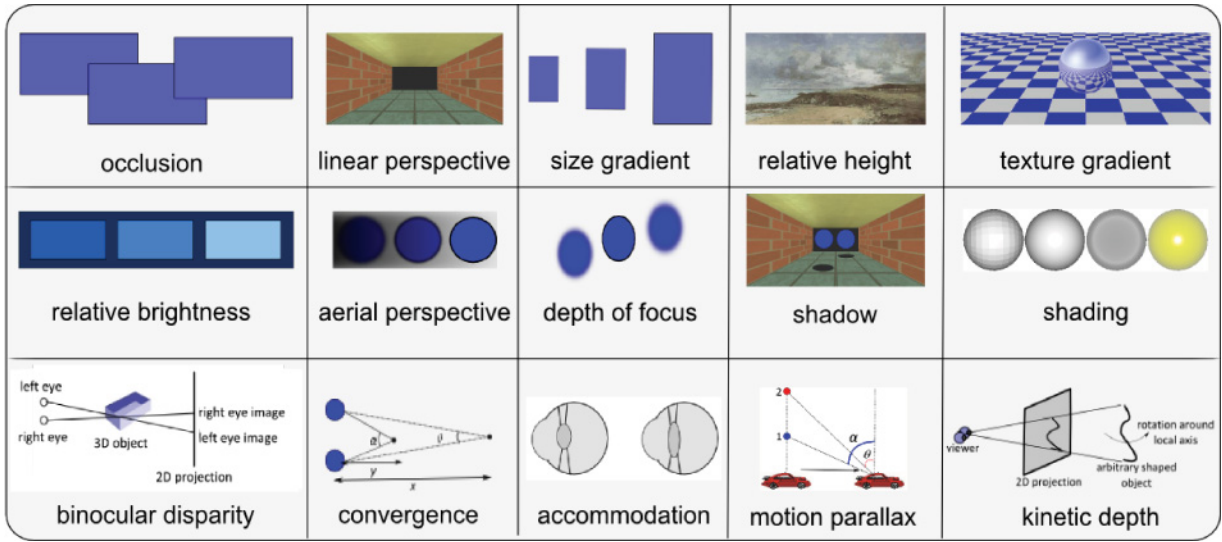 occlusion
linear perspective
size gradient
relative height
texture gradient
relative brightness
aerial perspective
depth of focus
shadow
shading
left eye
right eye
3D object
right eye image
left eye image
2D projection
binocular disparity
α
θ
y
x
convergence
accommodation
2
1
α
θ
motion parallax
viewer
2D projection
rotation around
local axis
arbitrary shaped
object
kinetic depth